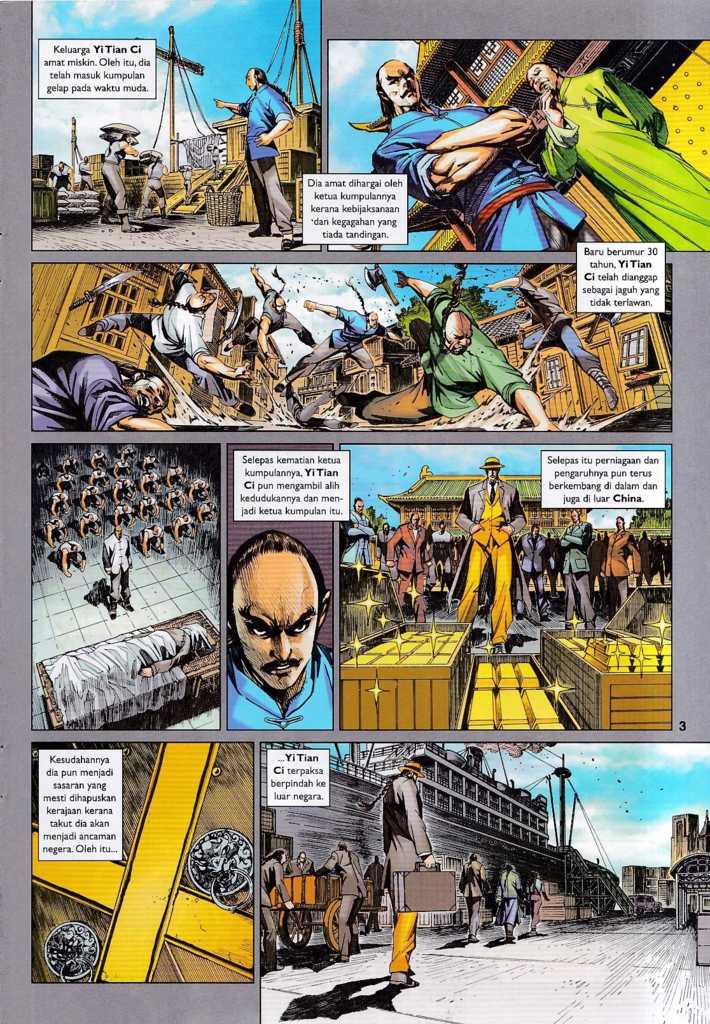 Keluarga Yi Tian Ci
amat miskin. Oleh itu, dia
telah masuk kumpulan
gelap pada waktu muda.
Dia amat dihargai oleh
ketua kumpulannya
kerana kebijaksanaan
dan kegagahan yang
tiada tandingan.
Baru berumur 30
tahun, Yi Tian
Ci telah dianggap
sebagai jaguh yang
tidak terlawan.
Selepas kematian ketua
kumpulannya, Yi Tian
Ci pun mengambil alih
kedudukannya dan men-
jadi ketua kumpulan itu.
Selepas itu perniagaan dan
pengaruhnya pun terus
berkembang di dalam dan
juga di luar China.
3
Kesudahannya
dia pun menjadi
sasaran yang
mesti dihapuskan
kerajaan kerana
takut dia akan
menjadi ancaman
negera. Oleh itu...
...Yi Tian
Ci terpaksa
berpindah ke
luar negara.